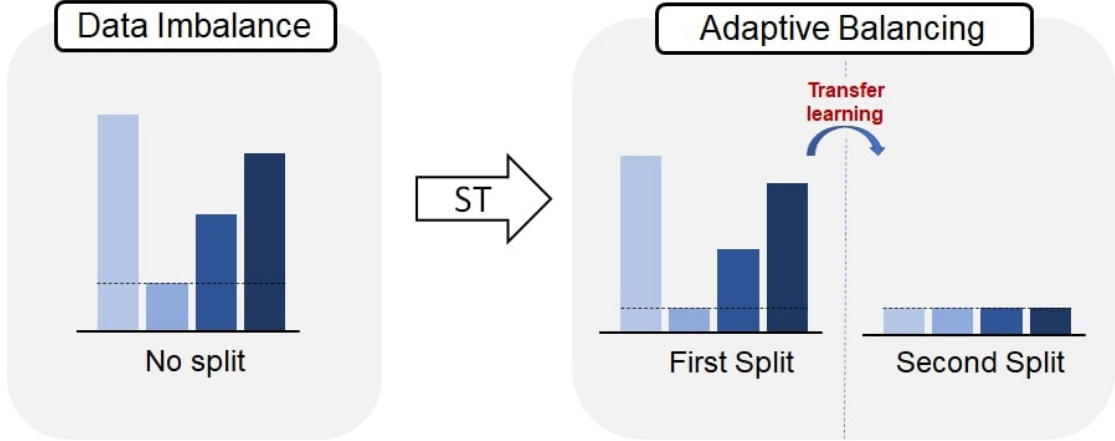 Data Imbalance
No split
ST
Adaptive Balancing
Transfer
learning
First Split
Second Split